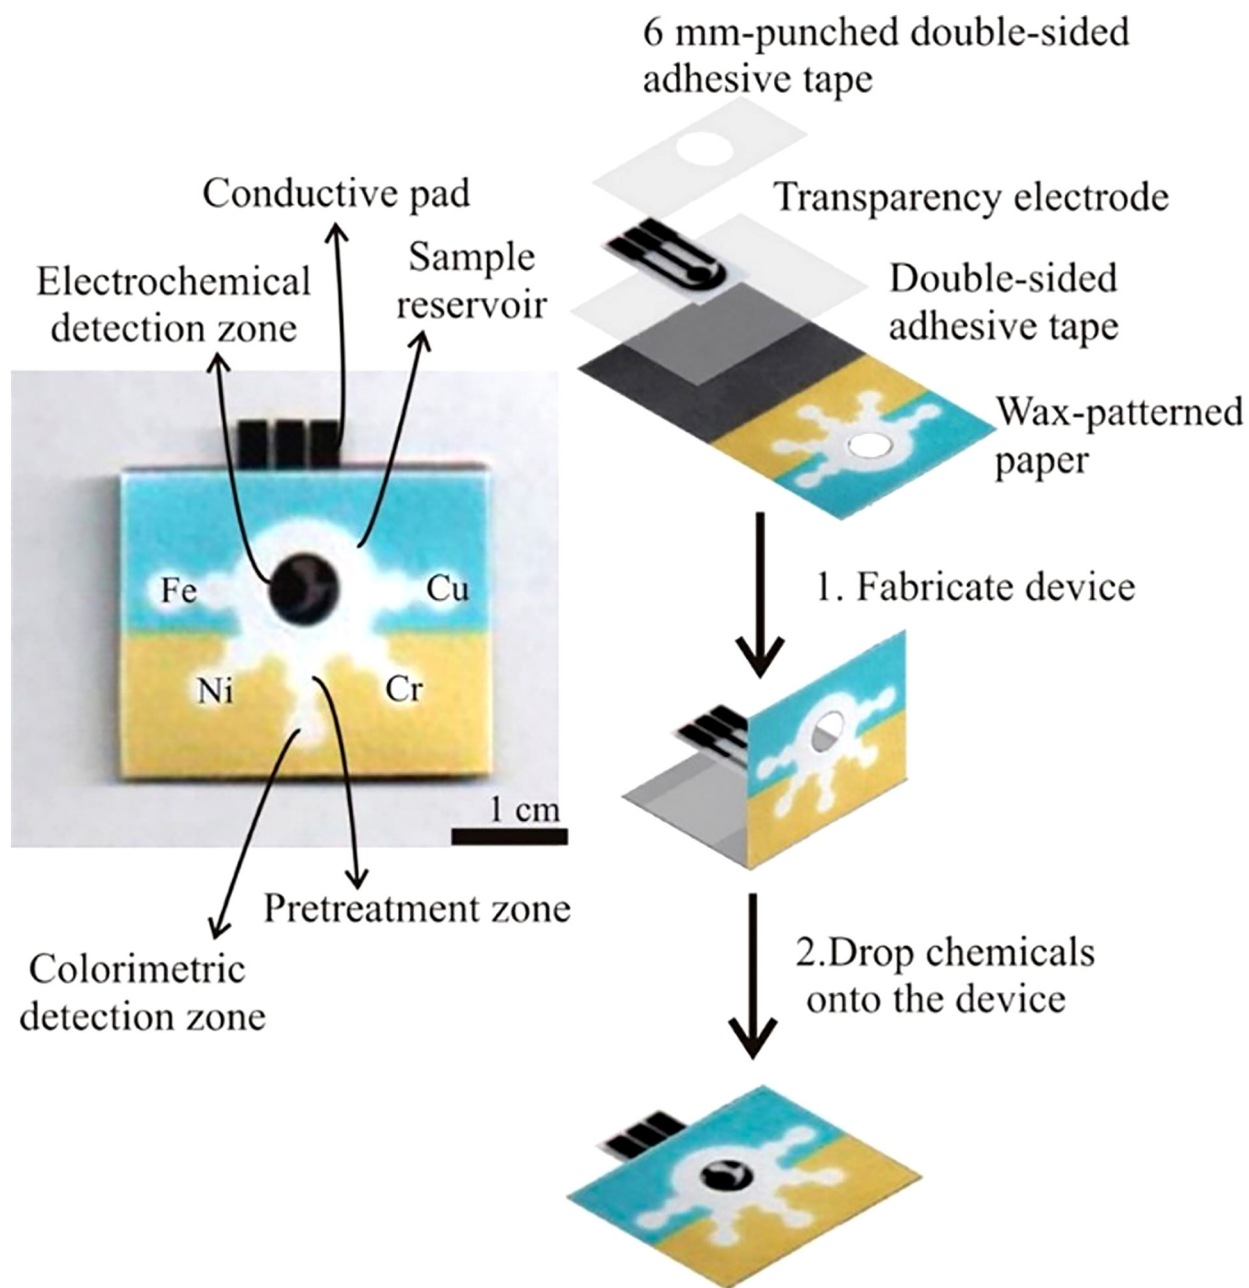 6 mm-punched double-sided
adhesive tape
Conductive pad
Transparency electrode
Sample
reservoir
Electrochemical
detection zone
Double-sided
adhesive tape
Wax-patterned
paper
1. Fabricate device
Fe
Cu
Ni
Cr
1 cm
Pretreatment zone
Colorimetric
detection zone
2.Drop chemicals
onto the device